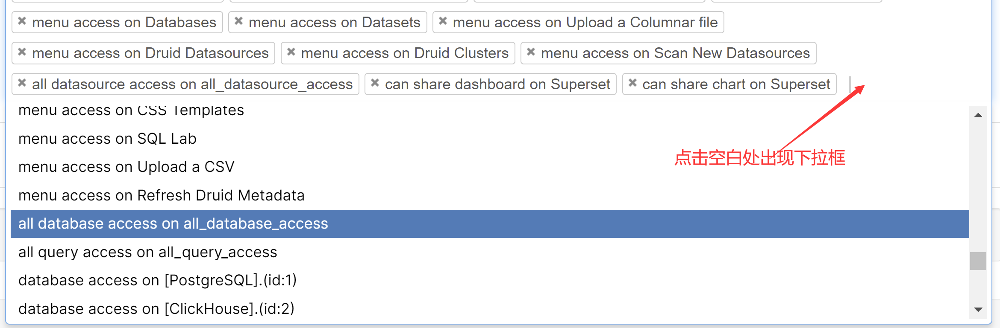 menu access on Databases menu access on Datasets menu access on Upload a Columnar file
menu access on Druid Datasources menu access on Druid Clusters menu access on Scan New Datasources
all datasource access on all_datasource_access can share dashboard on Superset can share chart on Superset
menu access on CSS Templates
menu access on SQL Lab
点击空白处出现下拉框
menu access on Upload a CSV
menu access on Refresh Druid Metadata
all database access on all_database_access
all query access on all_query_access
database access on [PostgreSQL].(id:1)
database access on [ClickHouse].(id:2)